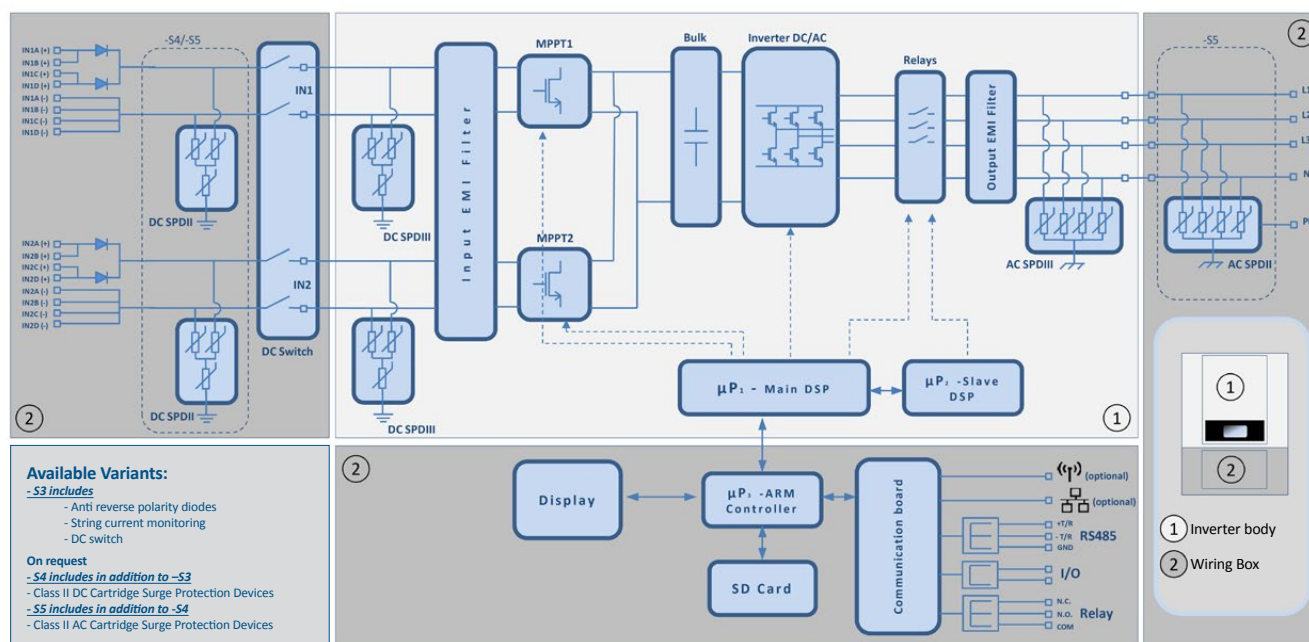 -S4/-S5
IN1A (+)
IN1B (+)
IN1C (+)
IN1D (+)
IN1A (-)
IN1B (-)
IN1C (-)
IN1D (-)
IN1
DC SPDII
IN2A (+)
IN2B (+)
IN2C (+)
IN2D (+)
IN2A (-)
IN2B (-)
IN2C (-)
IN2D (-)
IN2
DC Switch
DC SPDII
2
DC SPDIII
DC SPDIII
Input EMI Filter
MPPT1
MPPT2
Bulk
Inverter DC/AC
Relays
Output EMI Filter
AC SPDIII
µP₁ - Main DSP
µP₂ -Slave
DSP
1
2
-S5
L1
L2
L3
N
AC SPDII
1
2
1 Inverter body
2 Wiring Box
2
Display
µP₃ -ARM
Controller
SD Card
Communication board
(optional)
(optional)
+T/R
- T/R
GND
RS485
I/O
N.C.
N.O.
COM
Relay
Available Variants:
- S3 includes
- Anti reverse polarity diodes
- String current monitoring
- DC switch
On request
- S4 includes in addition to –S3
- Class II DC Cartridge Surge Protection Devices
- S5 includes in addition to -S4
- Class II AC Cartridge Surge Protection Devices